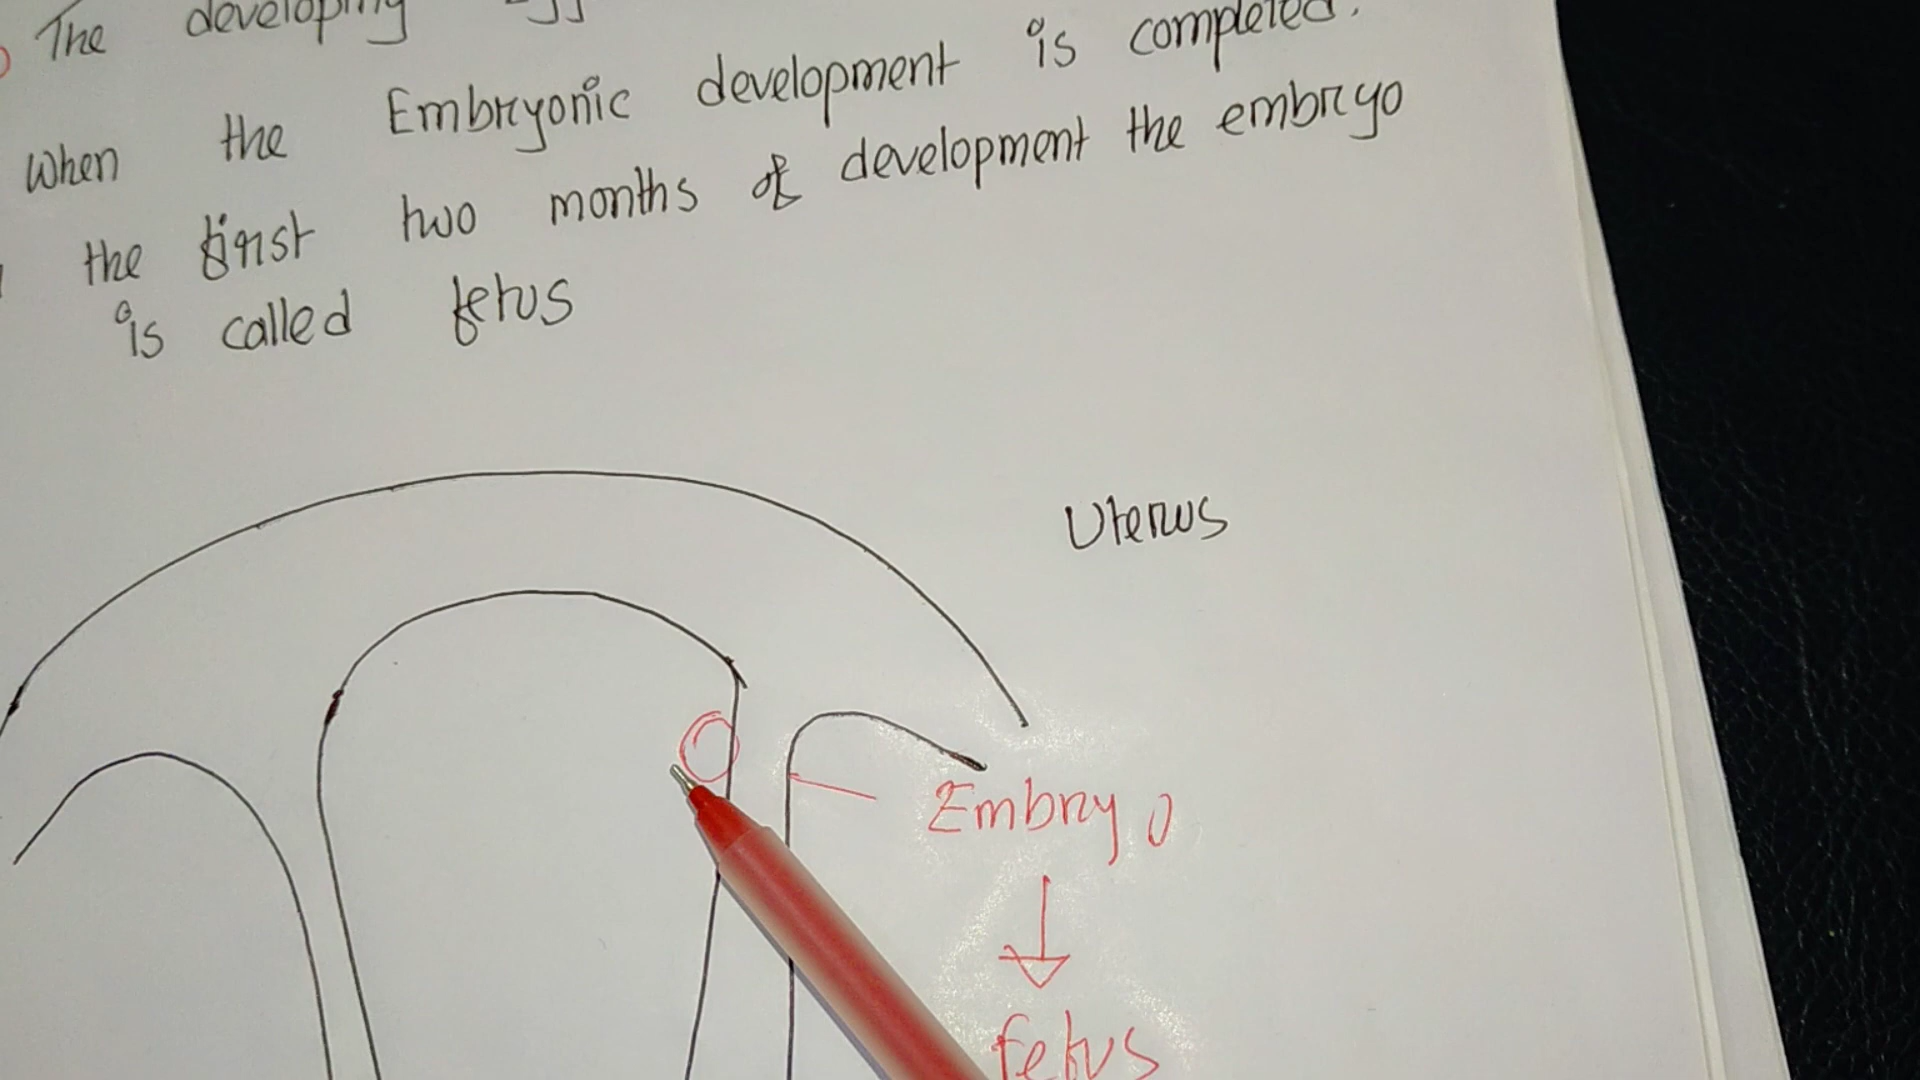 The developing
When the Embryonic development is completed.
the first two months of development the embryo
is called fetus
Uterus
Embryo
fetus